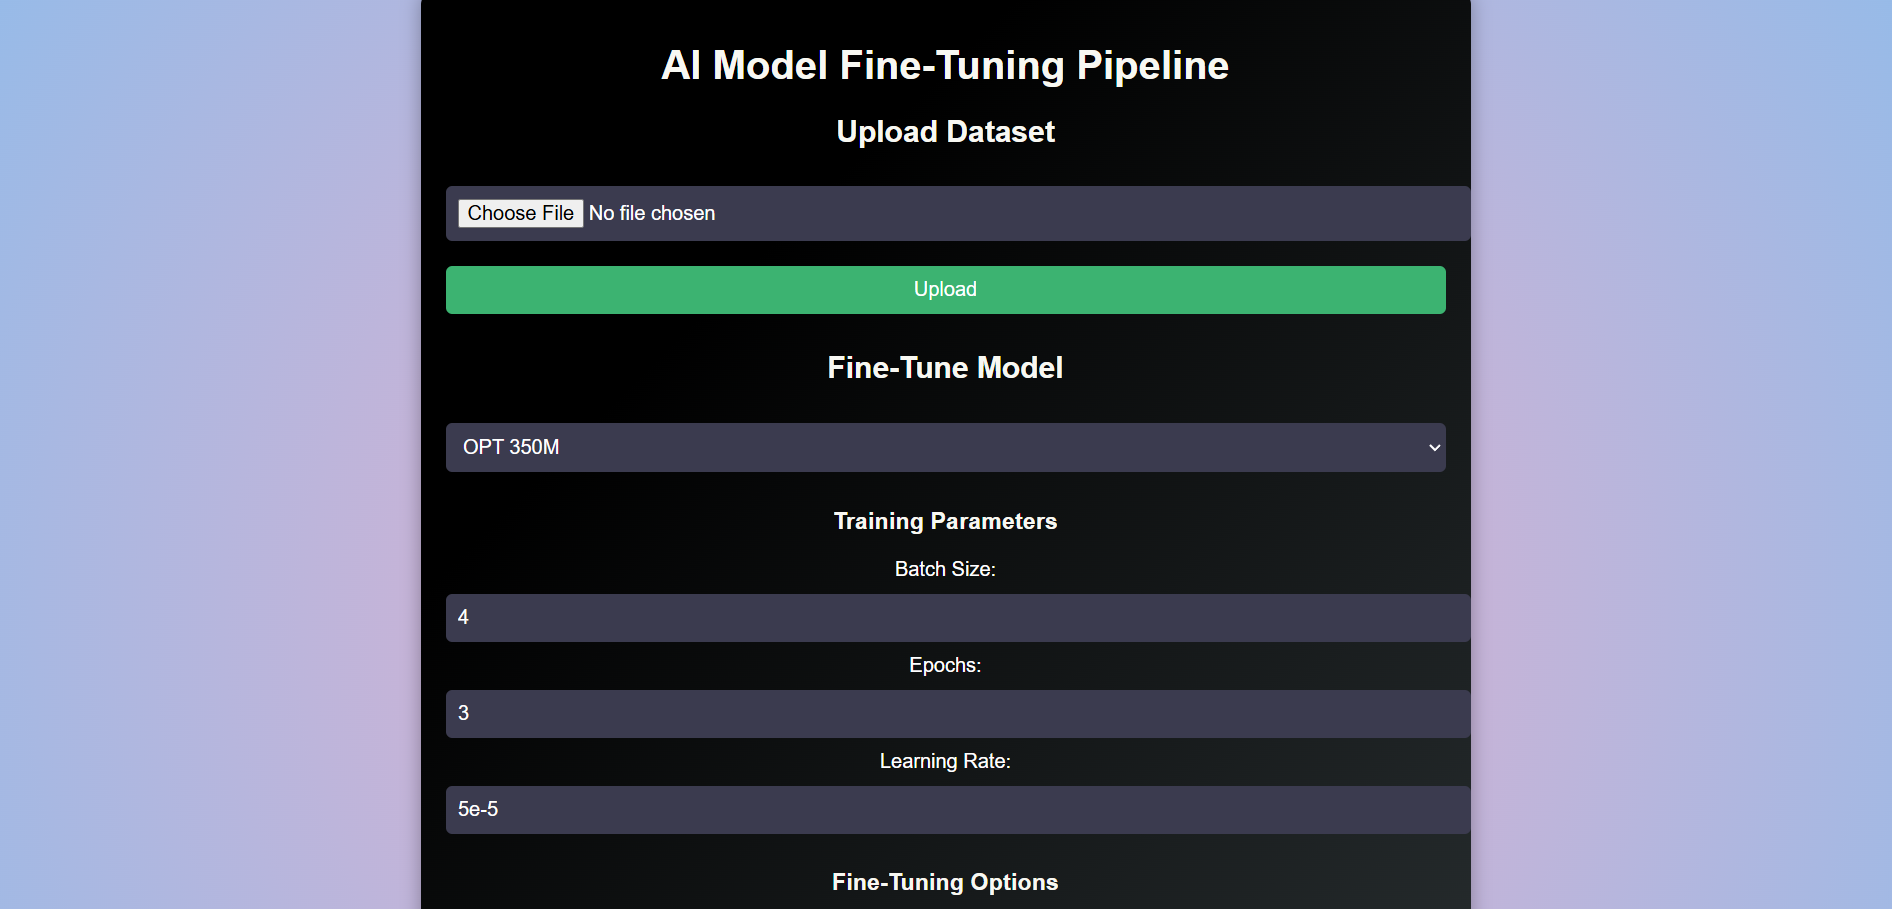 AI Model Fine-Tuning Pipeline
Upload Dataset
Choose File No file chosen
Upload
Fine-Tune Model
OPT 350M
Training Parameters
Batch Size:
4
Epochs:
3
Learning Rate:
5e-5
Fine-Tuning Options